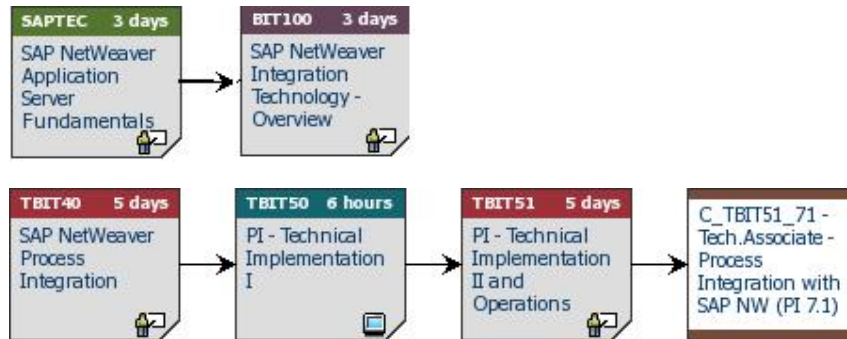 SAPTEC 3 days
SAP NetWeaver
Application
Server
Fundamentals
BIT100 3 days
SAP NetWeaver
Integration
Technology -
Overview
TBIT40 5 days
SAP NetWeaver
Process
Integration
TBIT50 6 hours
PI - Technical
Implementation
I
TBIT51 5 days
PI - Technical
Implementation
II and
Operations
C_TBIT51_71 -
Tech.Associate -
Process
Integration with
SAP NW (PI 7.1)